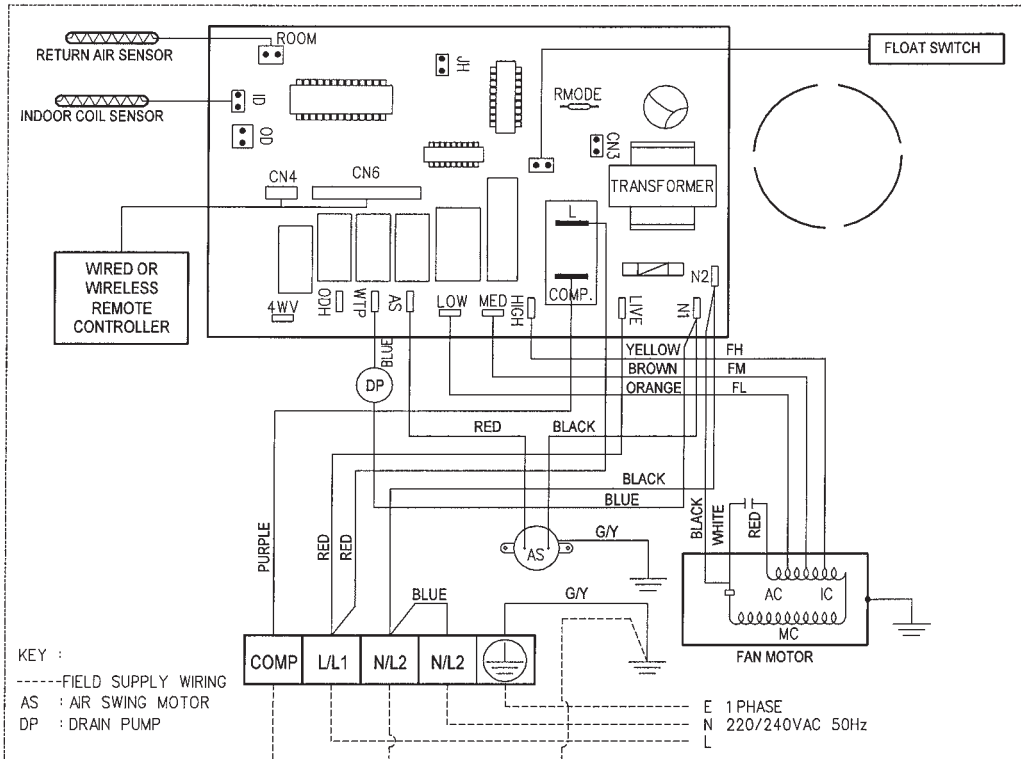 ROOM
RETURN AIR SENSOR
FLOAT SWITCH
JH
ID
INDOOR COIL SENSOR
OD
RMODE
CN3
CN4
CN6
TRANSFORMER
L
COMP.
WIRED OR
WIRELESS
REMOTE
CONTROLLER
4WV
ODH
WTP
AS
LOW
MED
HIGH
LIVE
N1
N2
BLUE
DP
YELLOW FH
BROWN FM
ORANGE FL
RED
BLACK
BLACK
BLUE
BLACK
WHITE
RED
PURPLE
RED
RED
AS
G/Y
BLUE
G/Y
AC
IC
MC
FAN MOTOR
COMP
L/L1
N/L2
N/L2
KEY :
FIELD SUPPLY WIRING
AS : AIR SWING MOTOR
DP : DRAIN PUMP
E 1PHASE
N 220/240VAC 50Hz
L